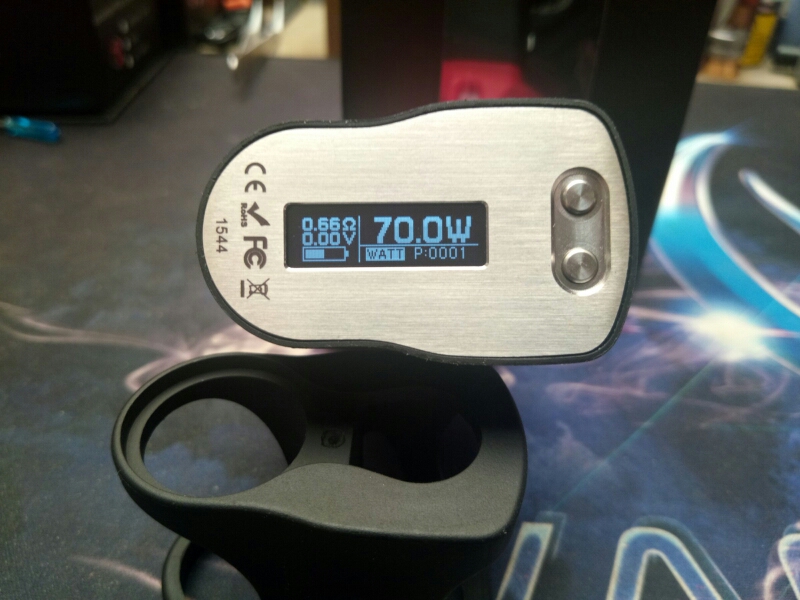 CE
RoHS
FC
1544
0.66Ω
0.00V
70.0W
WATT P:0001